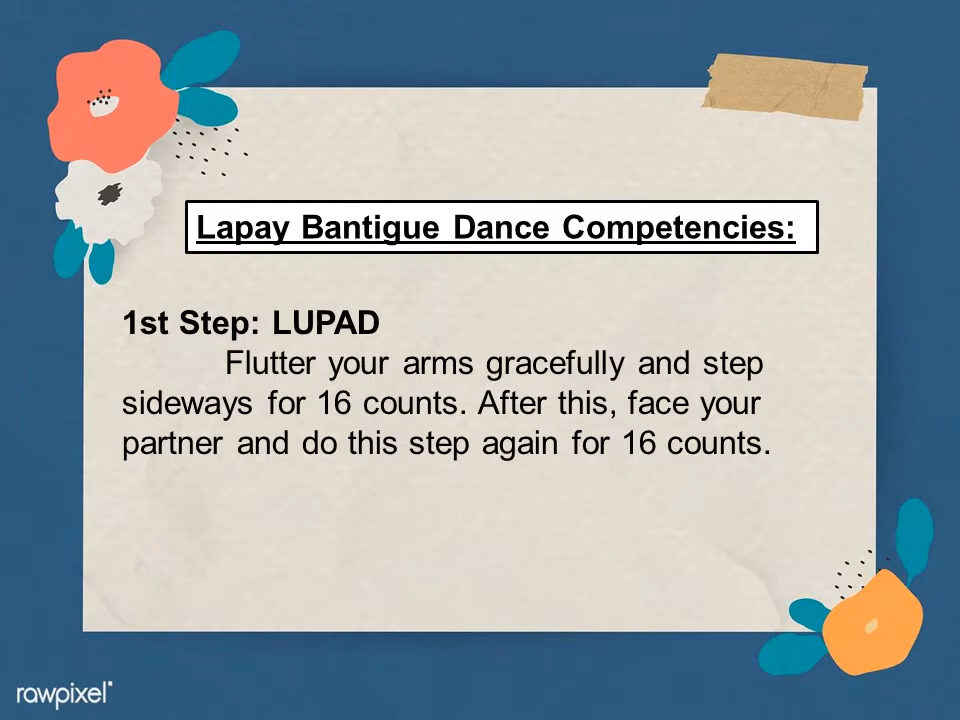 Lapay Bantigue Dance Competencies:
1st Step: LUPAD
Flutter your arms gracefully and step
sideways for 16 counts. After this, face your
partner and do this step again for 16 counts.
rawpixel